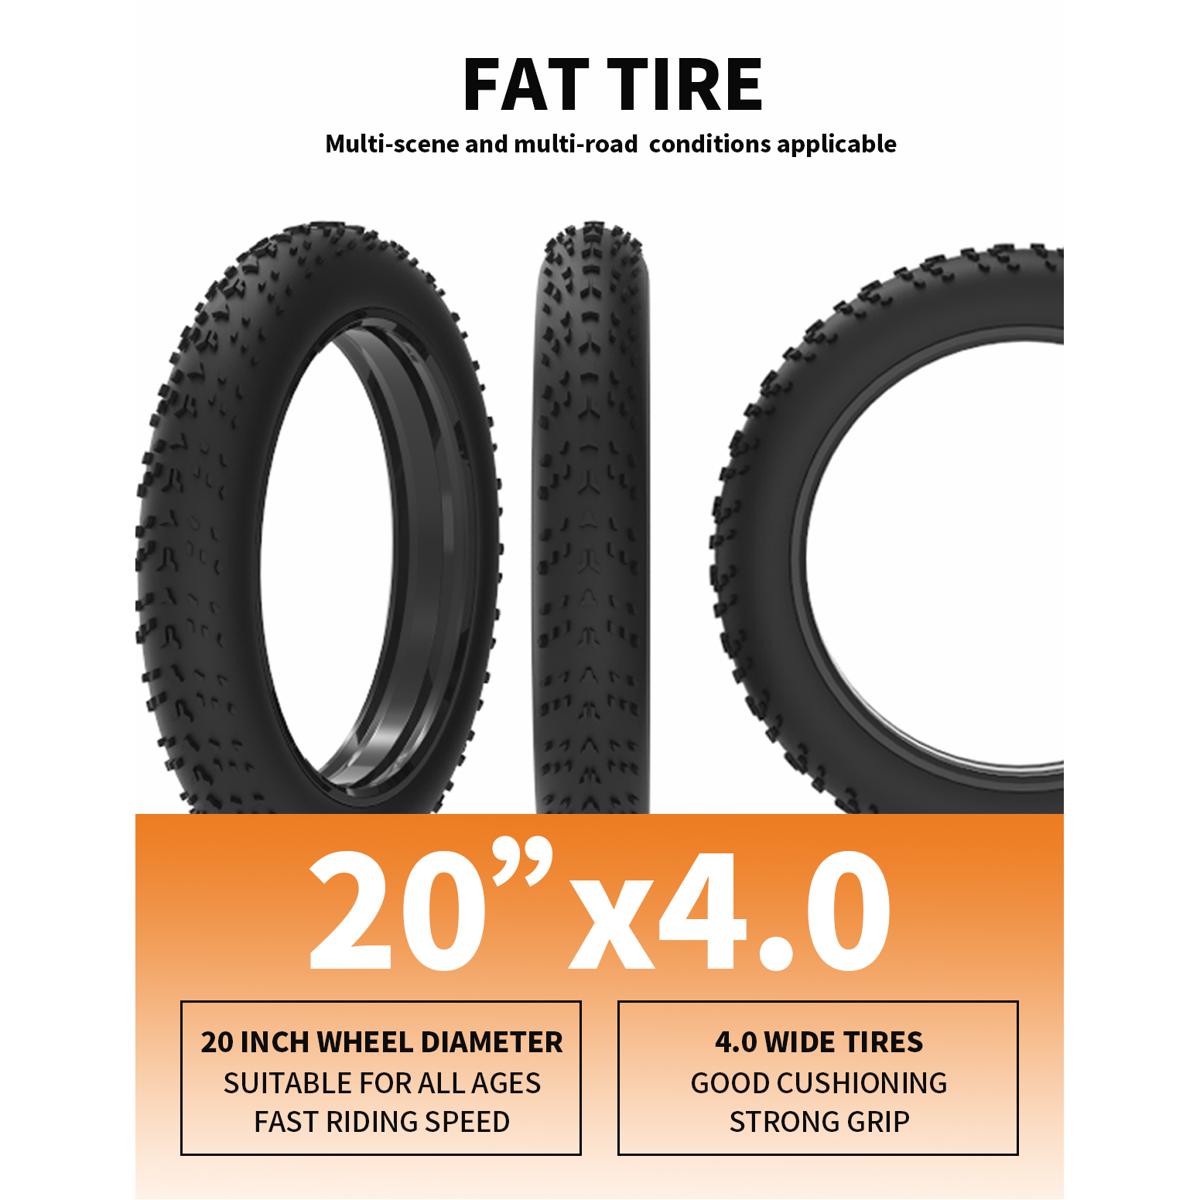 FAT TIRE
Multi-scene and multi-road conditions applicable
20”x4.0
20 INCH WHEEL DIAMETER
SUITABLE FOR ALL AGES
FAST RIDING SPEED
4.0 WIDE TIRES
GOOD CUSHIONING
STRONG GRIP